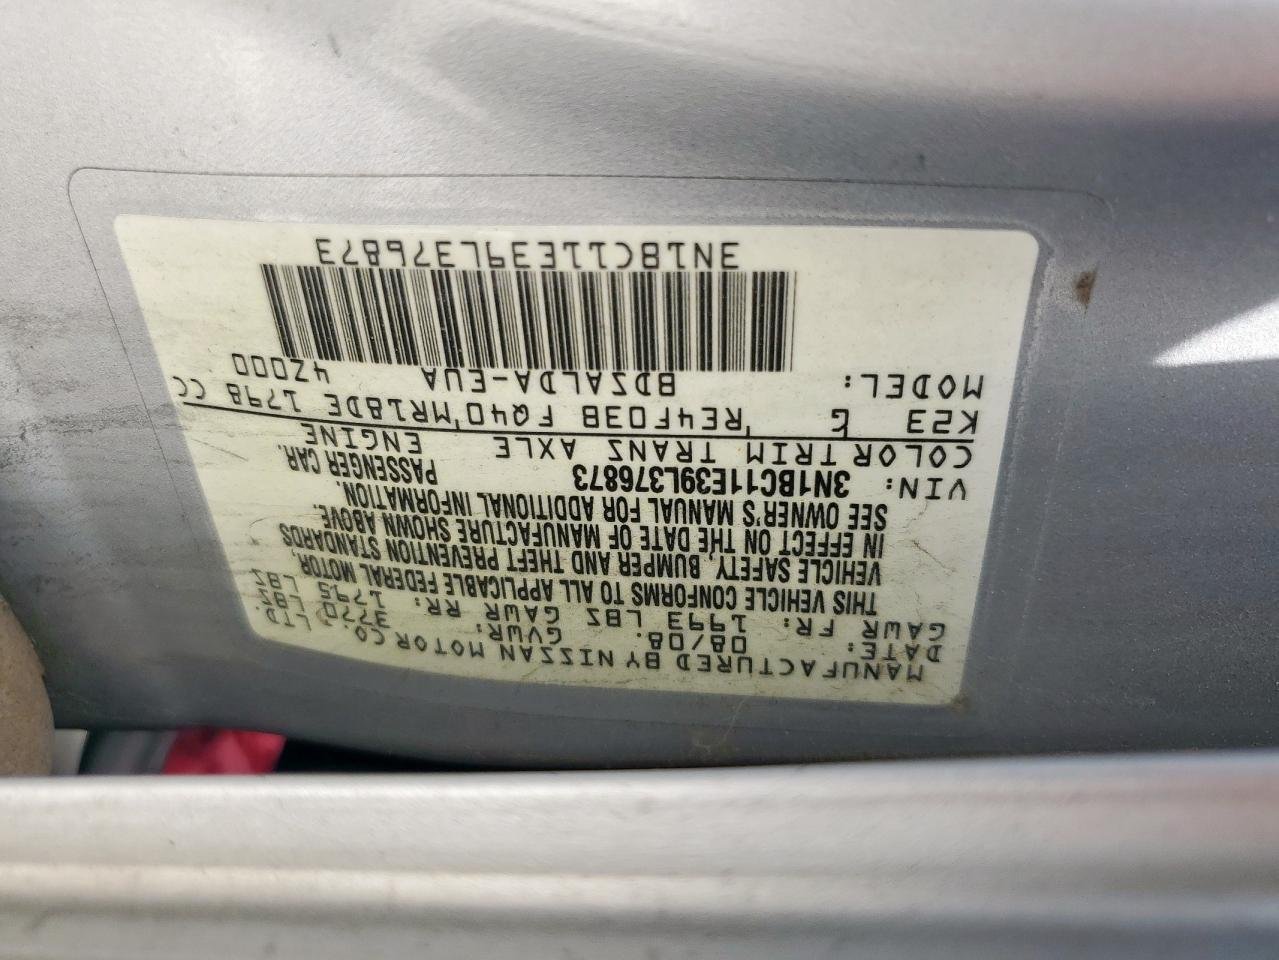 MANUFACTURED BY NISSAN MOTOR CO. LTD.
DATE: 08/08. GVWR: 3770 LBS
GAWR FR: 1993 LBS GAWR RR: 1795 LBS
THIS VEHICLE CONFORMS TO ALL APPLICABLE FEDERAL MOTOR
VEHICLE SAFETY, BUMPER AND THEFT PREVENTION STANDARDS
IN EFFECT ON THE DATE OF MANUFACTURE SHOWN ABOVE.
SEE OWNER'S MANUAL FOR ADDITIONAL INFORMATION.
VIN: 3N1BC11E39L376873 PASSENGER CAR.
COLOR TRIM TRANS AXLE ENGINE
K23 G RE4F03B FQ40 MR18DE 1798 CC
MODEL: BDSALDA-EUA 4Z000
3N1BC11E39L376873